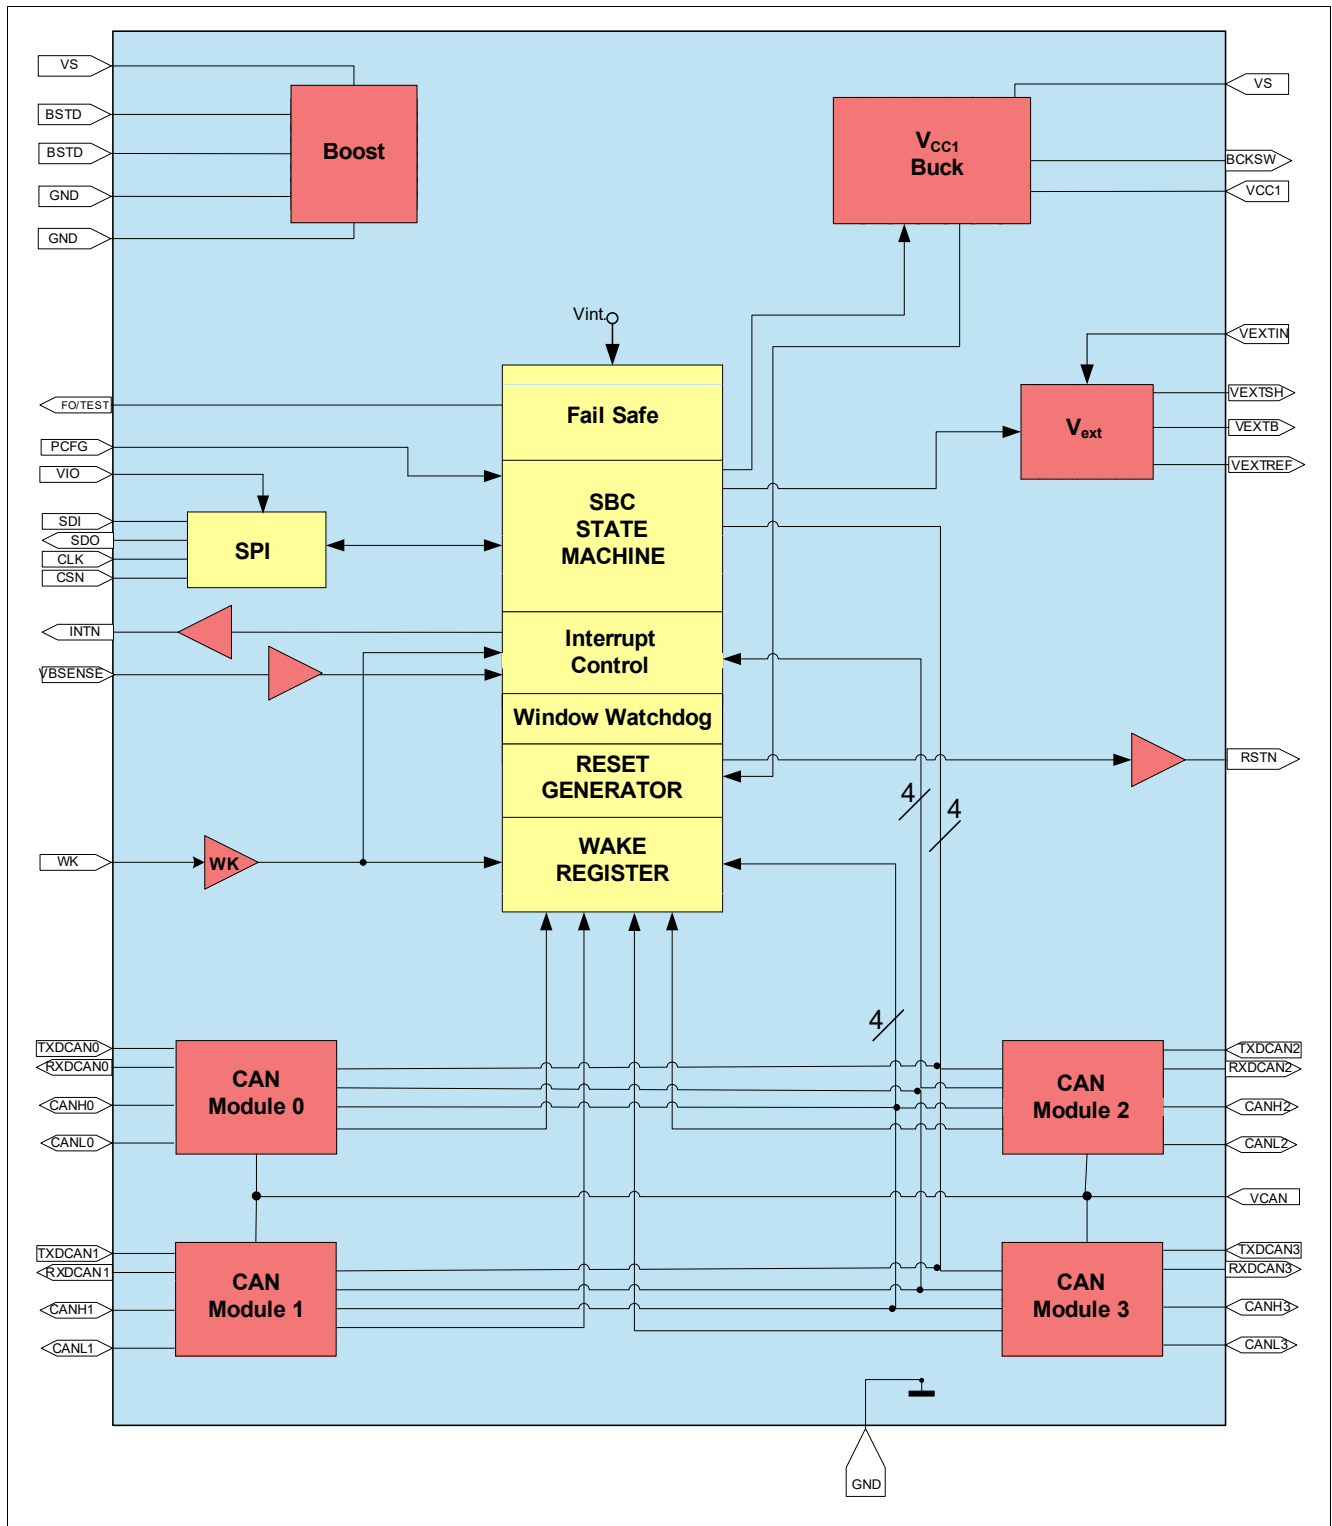 VS
BSTD
BSTD
GND
GND
Boost
VCC1
Buck
VS
BCKSW
VCC1
Vint.
VEXTIN
VEXTSH
VEXTB
VEXTREF
Vext
FO/TEST
PCFG
VIO
SDI
SDO
CLK
CSN
SPI
INTN
VBSENSE
Fail Safe
SBC
STATE
MACHINE
Interrupt
Control
Window Watchdog
RESET
GENERATOR
WAKE
REGISTER
RSTN
4
4
WK
WK
4
TXDCAN0
RXDCAN0
CANH0
CANL0
CAN
Module 0
CAN
Module 2
TXDCAN2
RXDCAN2
CANH2
CANL2
VCAN
TXDCAN1
RXDCAN1
CANH1
CANL1
CAN
Module 1
CAN
Module 3
TXDCAN3
RXDCAN3
CANH3
CANL3
GND